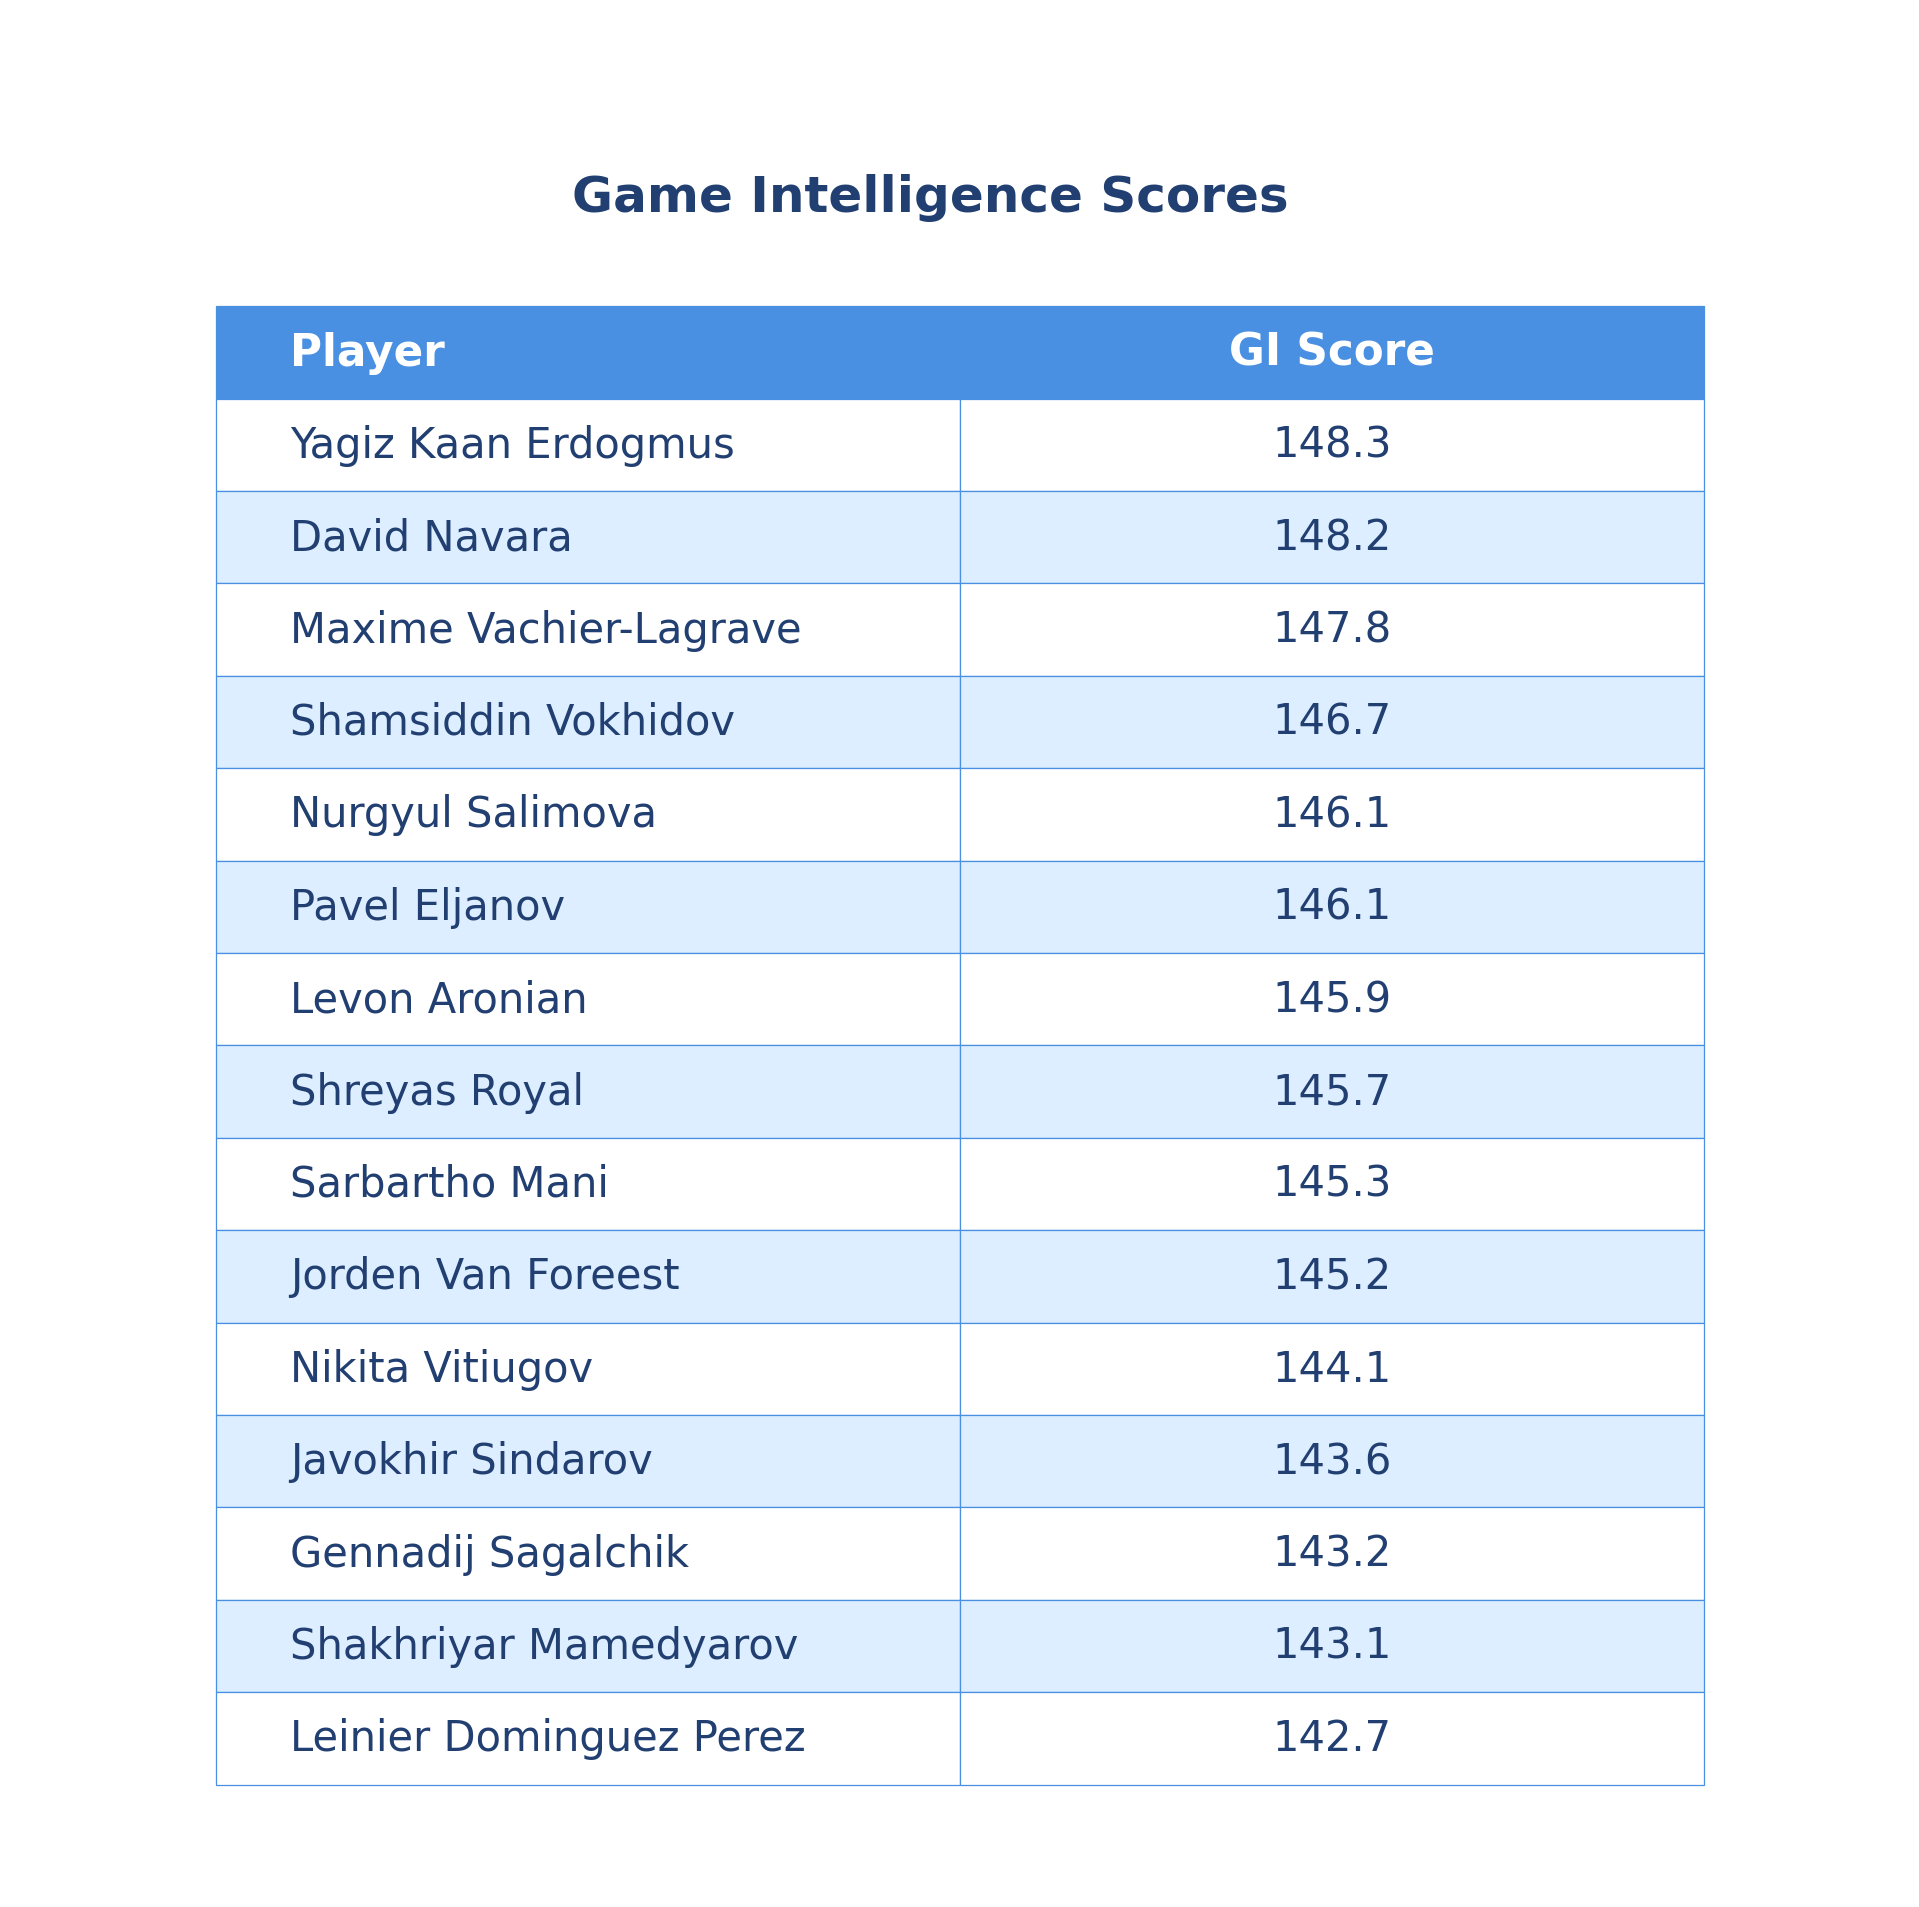 Game Intelligence Scores
Player GI Score
Yagiz Kaan Erdogmus 148.3
David Navara 148.2
Maxime Vachier-Lagrave 147.8
Shamsiddin Vokhidov 146.7
Nurgyul Salimova 146.1
Pavel Eljanov 146.1
Levon Aronian 145.9
Shreyas Royal 145.7
Sarbartho Mani 145.3
Jorden Van Foreest 145.2
Nikita Vitiugov 144.1
Javokhir Sindarov 143.6
Gennadij Sagalchik 143.2
Shakhriyar Mamedyarov 143.1
Leinier Dominguez Perez 142.7